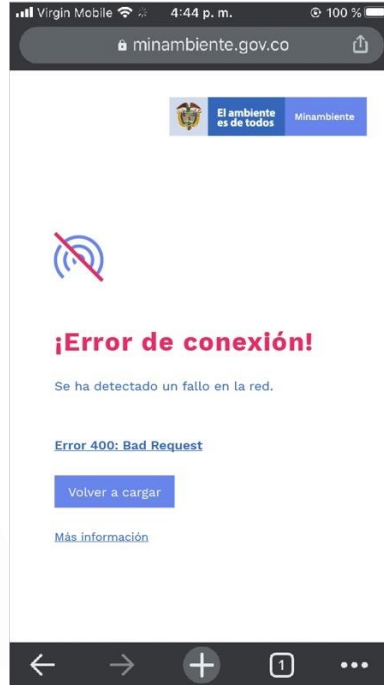 Virgin Mobile 4:44 p. m. 100 %
minambiente.gov.co
El ambiente
es de todos
Minambiente
¡Error de conexión!
Se ha detectado un fallo en la red.
Error 400: Bad Request
Volver a cargar
Más información
1